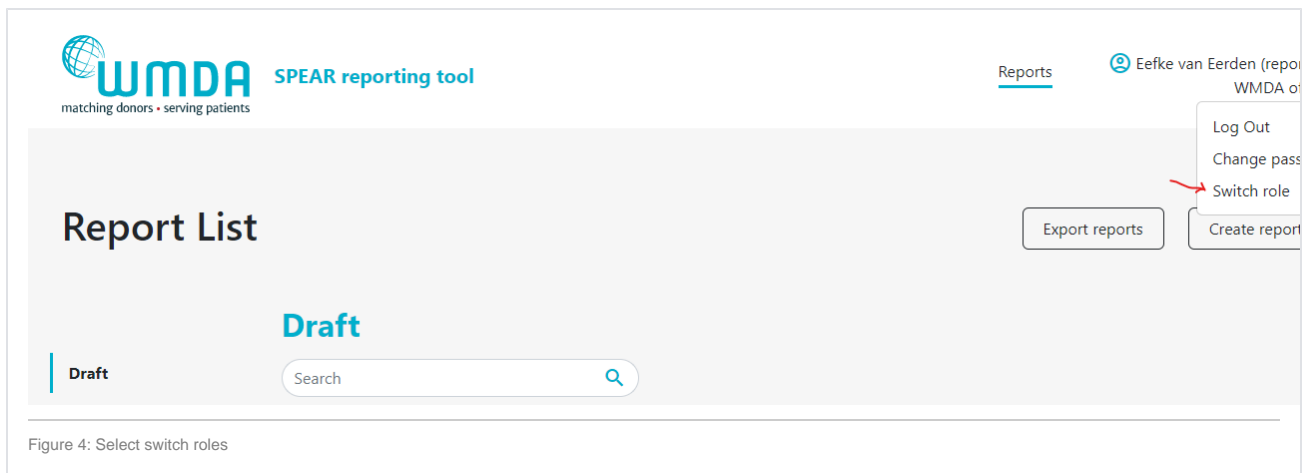 WMDA
matching donors • serving patients
SPEAR reporting tool
Reports
Eefke van Eerden (repor
WMDA of
Log Out
Change pass
Switch role
Report List
Export reports
Create report
Draft
Draft
Search
Figure 4: Select switch roles